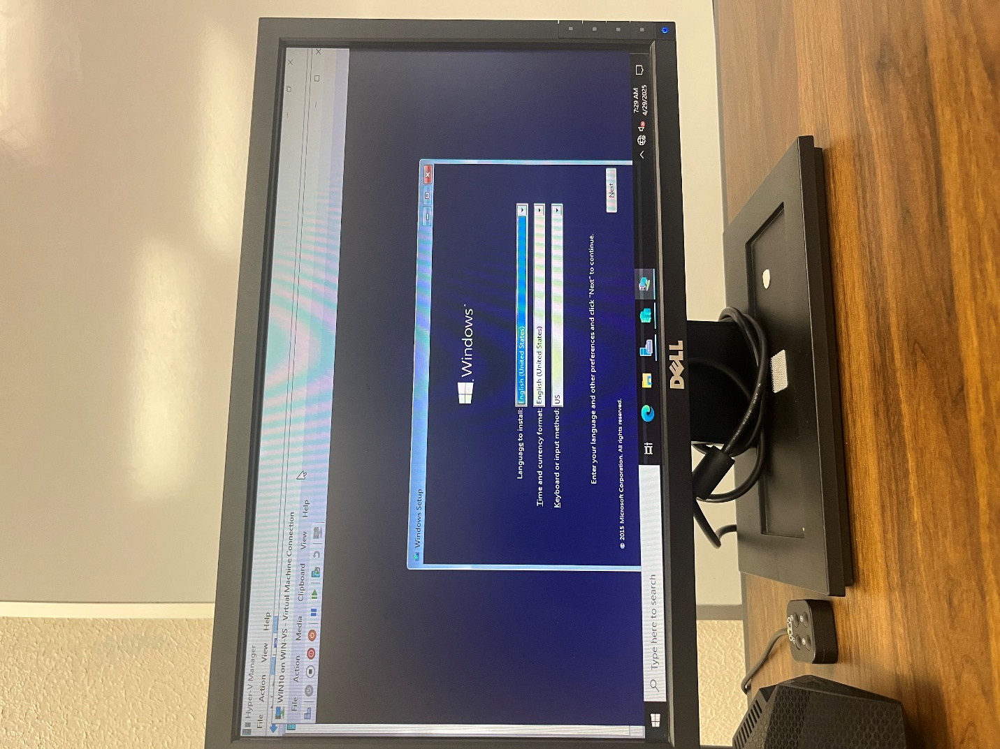 Hyper-V Manager
File Action View Help
WIN10 on WIN-VS - Virtual Machine Connection
File Action Media Clipboard View Help
Windows Setup
Windows
Language to install: English (United States)
Time and currency format: English (United States)
Keyboard or input method: US
Enter your language and other preferences and click "Next" to continue.
© 2015 Microsoft Corporation. All rights reserved.
Next
Type here to search
7:29 AM
4/29/2025
DELL